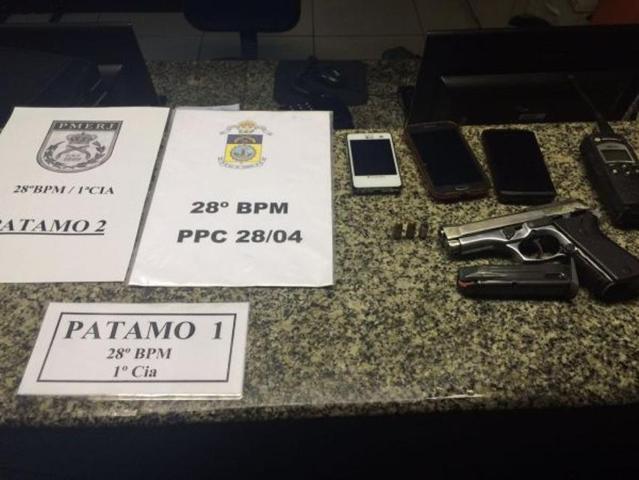 PMERJ
28ºBPM / 1ªCIA
PATAMO 2
28º BPM
PPC 28/04
PATAMO 1
28º BPM
1º Cia